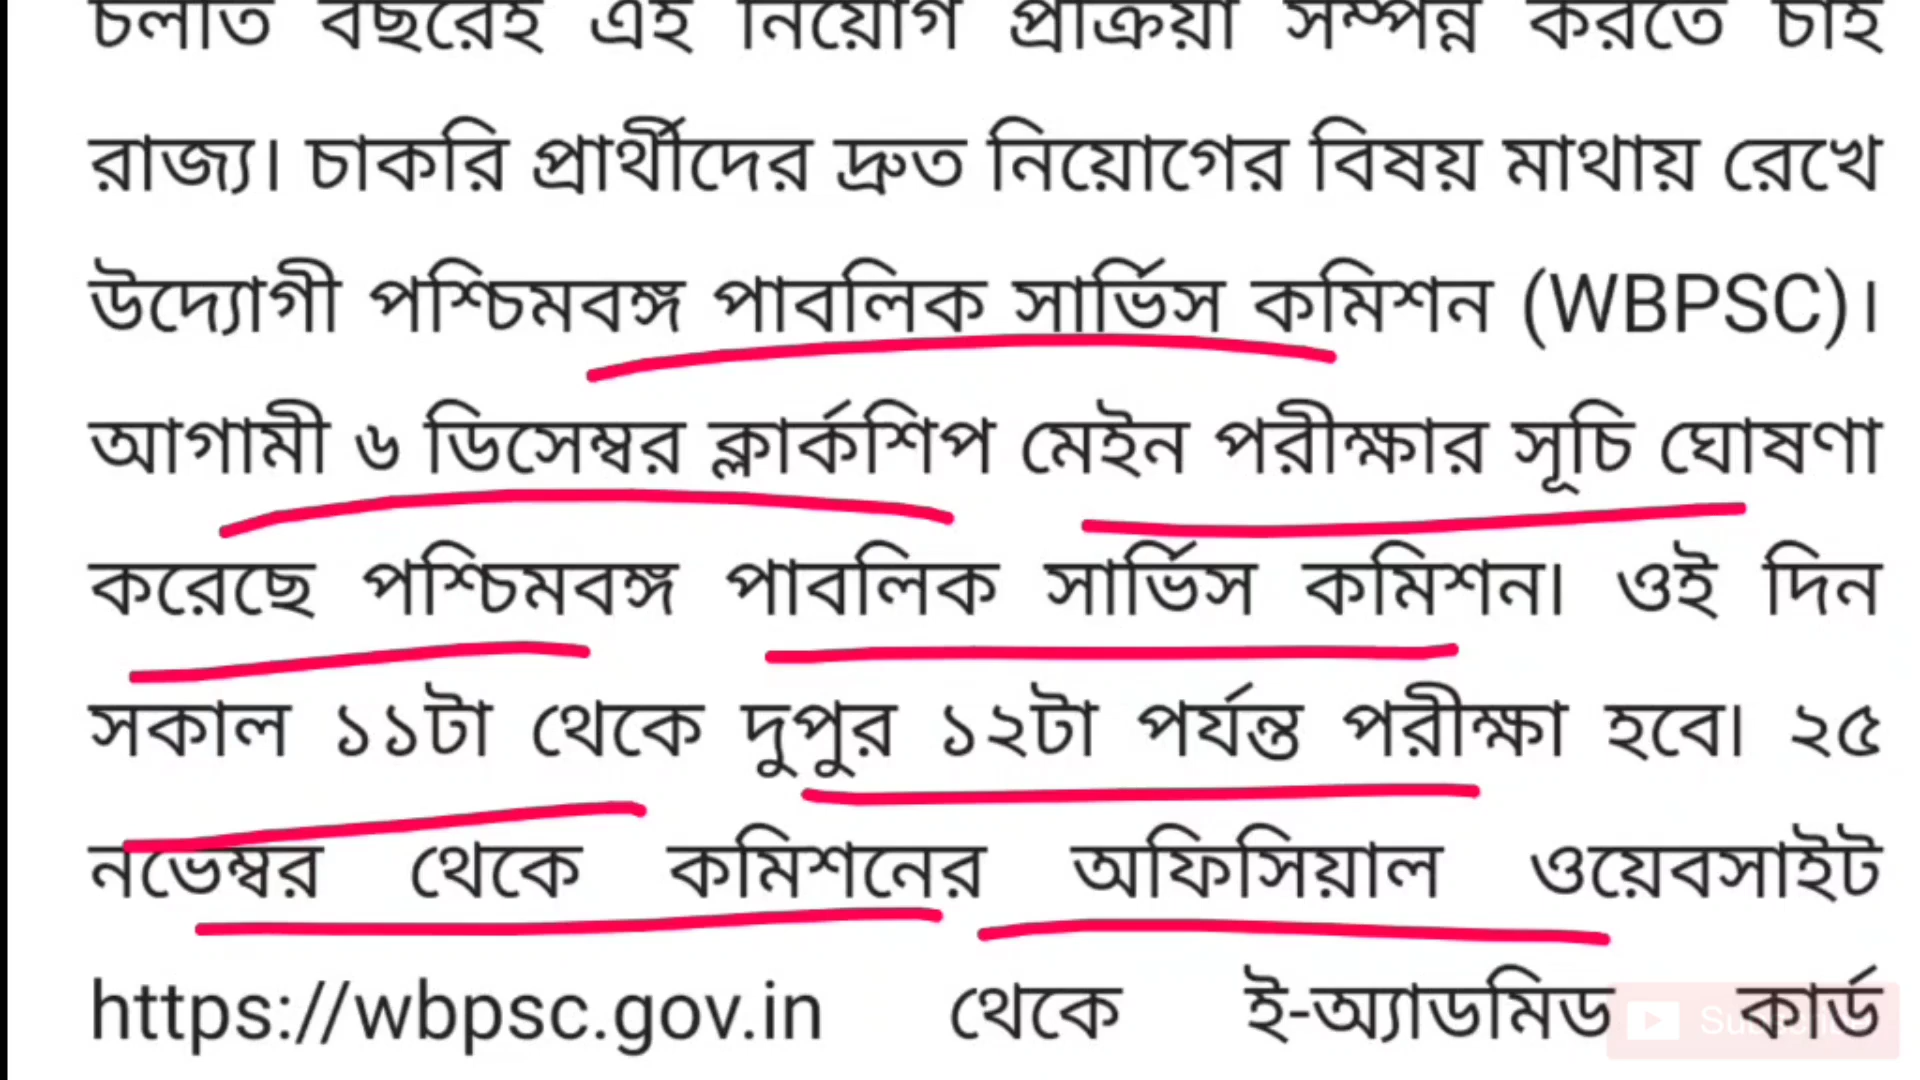 চলতি বছরেই এই নিয়োগ প্রক্রিয়া সম্পন্ন করতে চাই
রাজ্য। চাকরি প্রার্থীদের দ্রুত নিয়োগের বিষয় মাথায় রেখে
উদ্যোগী পশ্চিমবঙ্গ পাবলিক সার্ভিস কমিশন (WBPSC)।
আগামী ৬ ডিসেম্বর ক্লার্কশিপ মেইন পরীক্ষার সূচি ঘোষণা
করেছে পশ্চিমবঙ্গ পাবলিক সার্ভিস কমিশন। ওই দিন
সকাল ১১টা থেকে দুপুর ১২টা পর্যন্ত পরীক্ষা হবে। ২৫
নভেম্বর থেকে কমিশনের অফিসিয়াল ওয়েবসাইট
https://wbpsc.gov.in থেকে ই-অ্যাডমিড কার্ড